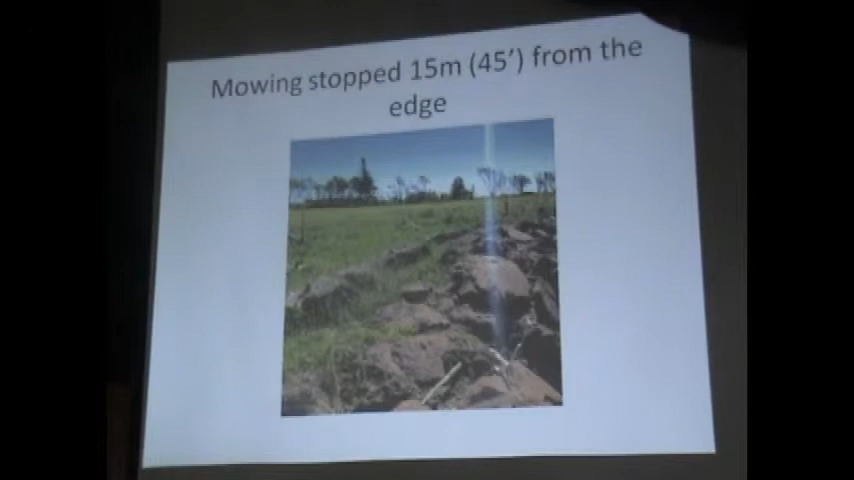 Mowing stopped 15m (45’) from the
edge